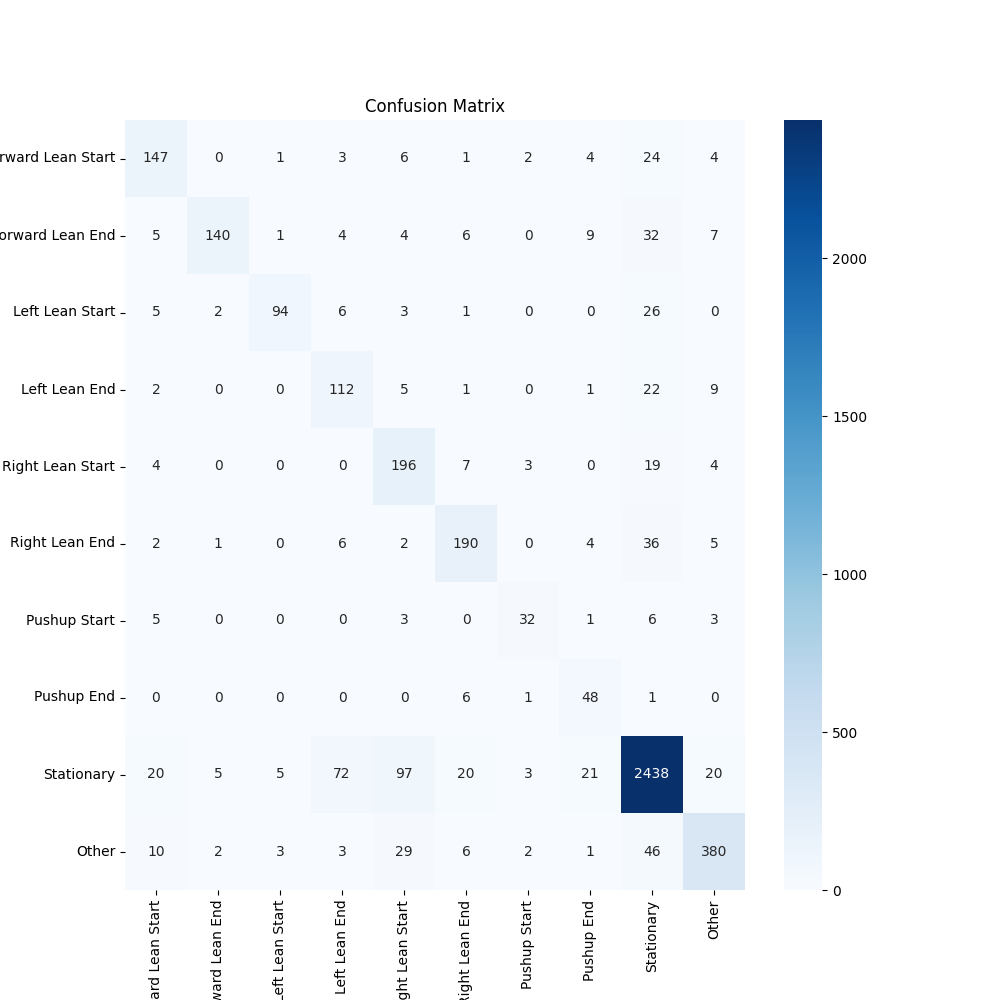 Confusion Matrix
rward Lean Start 147 0 1 3 6 1 2 4 24 4
orward Lean End 5 140 1 4 4 6 0 9 32 7
Left Lean Start 5 2 94 6 3 1 0 0 26 0
Left Lean End 2 0 0 112 5 1 0 1 22 9
Right Lean Start 4 0 0 0 196 7 3 0 19 4
Right Lean End 2 1 0 6 2 190 0 4 36 5
Pushup Start 5 0 0 0 3 0 32 1 6 3
Pushup End 0 0 0 0 0 6 1 48 1 0
Stationary 20 5 5 72 97 20 3 21 2438 20
Other 10 2 3 3 29 6 2 1 46 380
ard Lean Start
ward Lean End
Left Lean Start
Left Lean End
ght Lean Start
Right Lean End
Pushup Start
Pushup End
Stationary
Other
2000
1500
1000
500
0